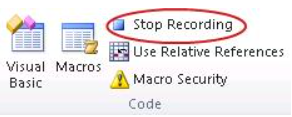 Stop Recording
Use Relative References
Macro Security
Visual
Basic
Macros
Code